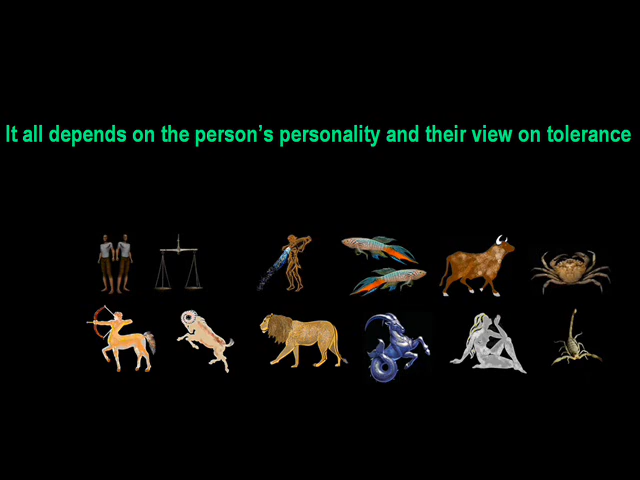 It all depends on the person’s personality and their view on tolerance